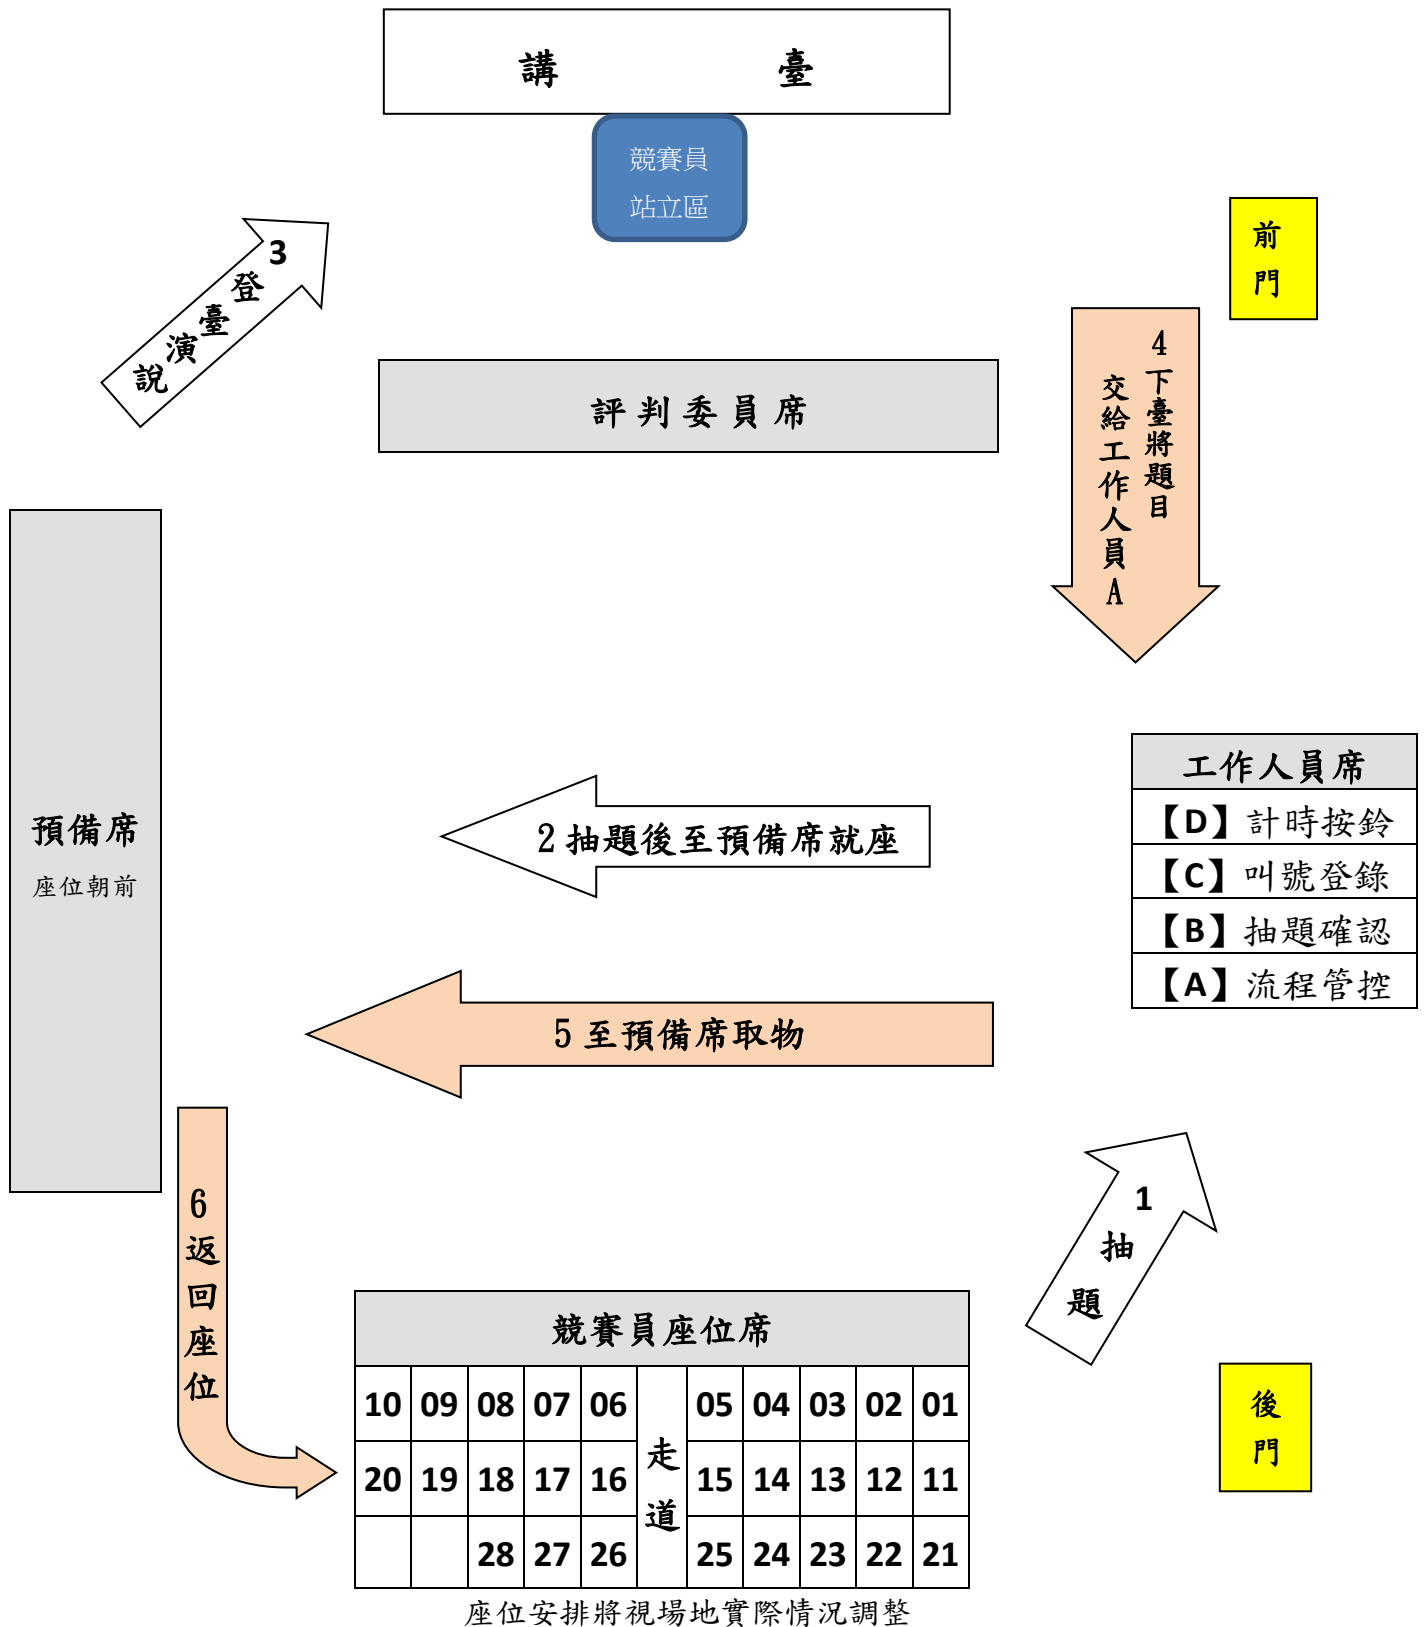 講 臺
競賽員
站立區
前門
3登臺演說
4下臺將題目
交給工作人員A
評判委員席
預備席
座位朝前
工作人員席
【D】計時按鈴
【C】叫號登錄
【B】抽題確認
【A】流程管控
2抽題後至預備席就座
5至預備席取物
6返回座位
1抽題
後門
競賽員座位席
10 09 08 07 06 05 04 03 02 01
走道
20 19 18 17 16 15 14 13 12 11
28 27 26 25 24 23 22 21
座位安排將視場地實際情況調整